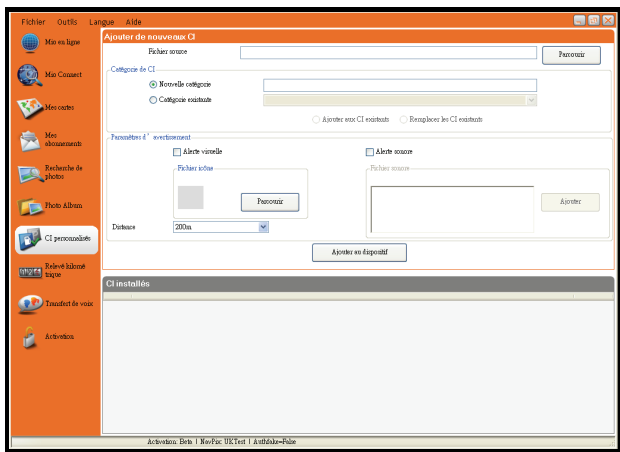 Fichier Outils Langue Aide
Mio en ligne
Mio Connect
Mes cartes
Mes abonnements
Recherche de photos
Photo Album
CI personnalisés
Relevé kilomé
trique
Transfert de voix
Activation
Ajouter de nouveaux CI
Fichier source
Parcourir
Catégorie de CI
Nouvelle catégorie
Catégorie existante
Ajouter aux CI existants Remplacer les CI existants
Paramètres d'avertissement
Alerte visuelle
Alerte sonore
Fichier icône
Parcourir
Fichier sonore
Ajouter
Distance 200m
Ajouter au dispositif
CI installés
Activation: Beta | NavPix: UKTest | Authfake=False